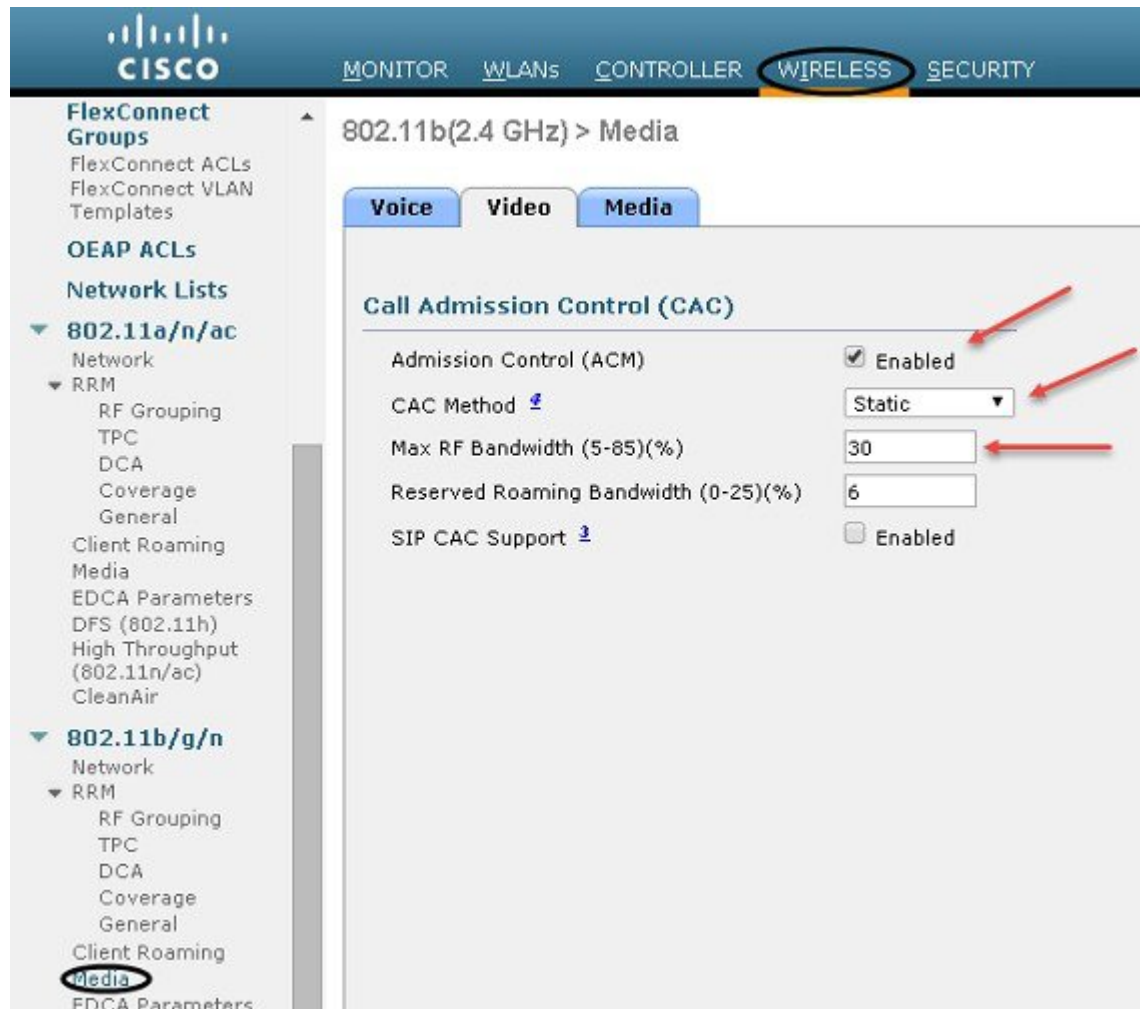 CISCO
MONITOR WLANs CONTROLLER WIRELESS SECURITY
FlexConnect
Groups
FlexConnect ACLs
FlexConnect VLAN
Templates
OEAP ACLs
Network Lists
802.11a/n/ac
Network
RRM
RF Grouping
TPC
DCA
Coverage
General
Client Roaming
Media
EDCA Parameters
DFS (802.11h)
High Throughput
(802.11n/ac)
CleanAir
802.11b/g/n
Network
RRM
RF Grouping
TPC
DCA
Coverage
General
Client Roaming
Media
EDCA Parameters
802.11b(2.4 GHz) > Media
Voice Video Media
Call Admission Control (CAC)
Admission Control (ACM) Enabled
CAC Method 4 Static
Max RF Bandwidth (5-85)(%) 30
Reserved Roaming Bandwidth (0-25)(%) 6
SIP CAC Support 3 Enabled